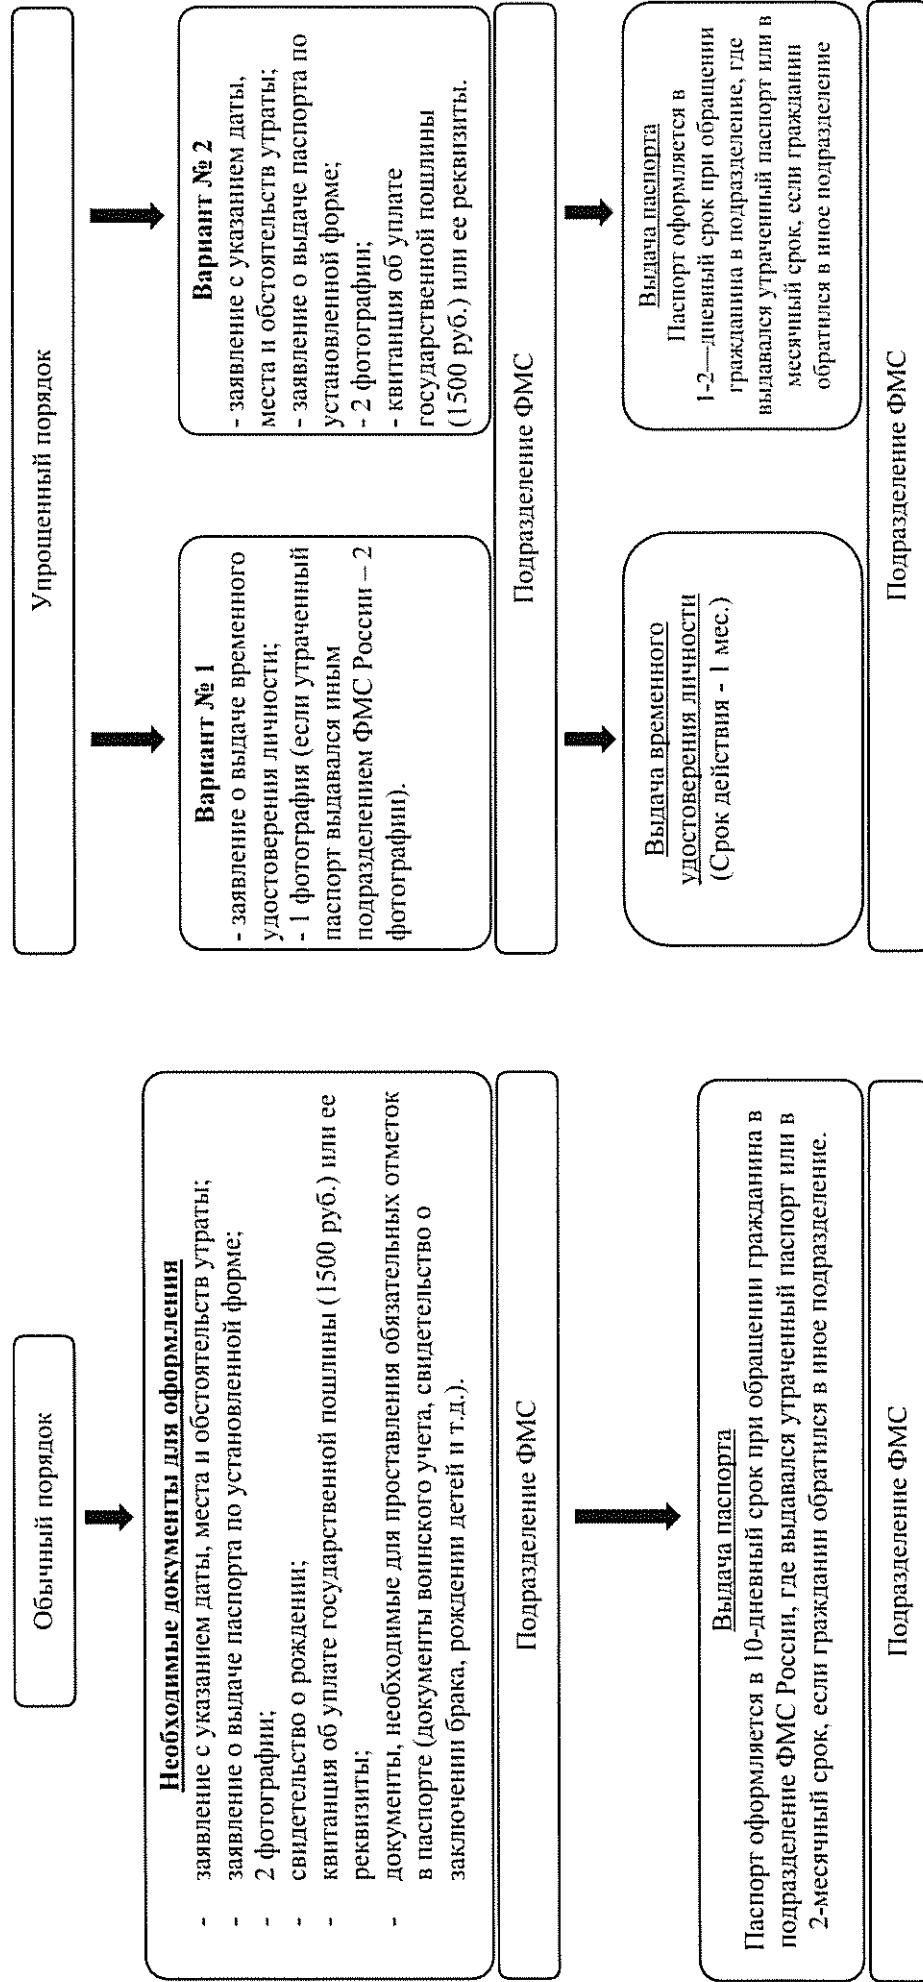 Обычный порядок
Необходимые документы для оформления
- заявление с указанием даты, места и обстоятельств утраты;
- заявление о выдаче паспорта по установленной форме;
- 2 фотографии;
- свидетельство о рождении;
- квитанция об уплате государственной пошлины (1500 руб.) или ее
реквизиты;
- документы, необходимые для проставления обязательных отметок
в паспорте (документы воинского учета, свидетельство о
заключении брака, рождении детей и т.д.).
Подразделение ФМС
Выдача паспорта
Паспорт оформляется в 10-дневный срок при обращении гражданина в
подразделение ФМС России, где выдавался утраченный паспорт или в
2-месячный срок, если гражданин обратился в иное подразделение.
Подразделение ФМС
Упрощенный порядок
Вариант № 1
- заявление о выдаче временного
удостоверения личности;
- 1 фотография (если утраченный
паспорт выдавался иным
подразделением ФМС России – 2
фотографии).
Вариант № 2
- заявление с указанием даты,
места и обстоятельств утраты;
- заявление о выдаче паспорта по
установленной форме;
- 2 фотографии;
- квитанция об уплате
государственной пошлины
(1500 руб.) или ее реквизиты.
Подразделение ФМС
Выдача временного
удостоверения личности
(Срок действия - 1 мес.)
Выдача паспорта
Паспорт оформляется в
1-2—дневный срок при обращении
гражданина в подразделение, где
выдавался утраченный паспорт или в
месячный срок, если гражданин
обратился в иное подразделение
Подразделение ФМС